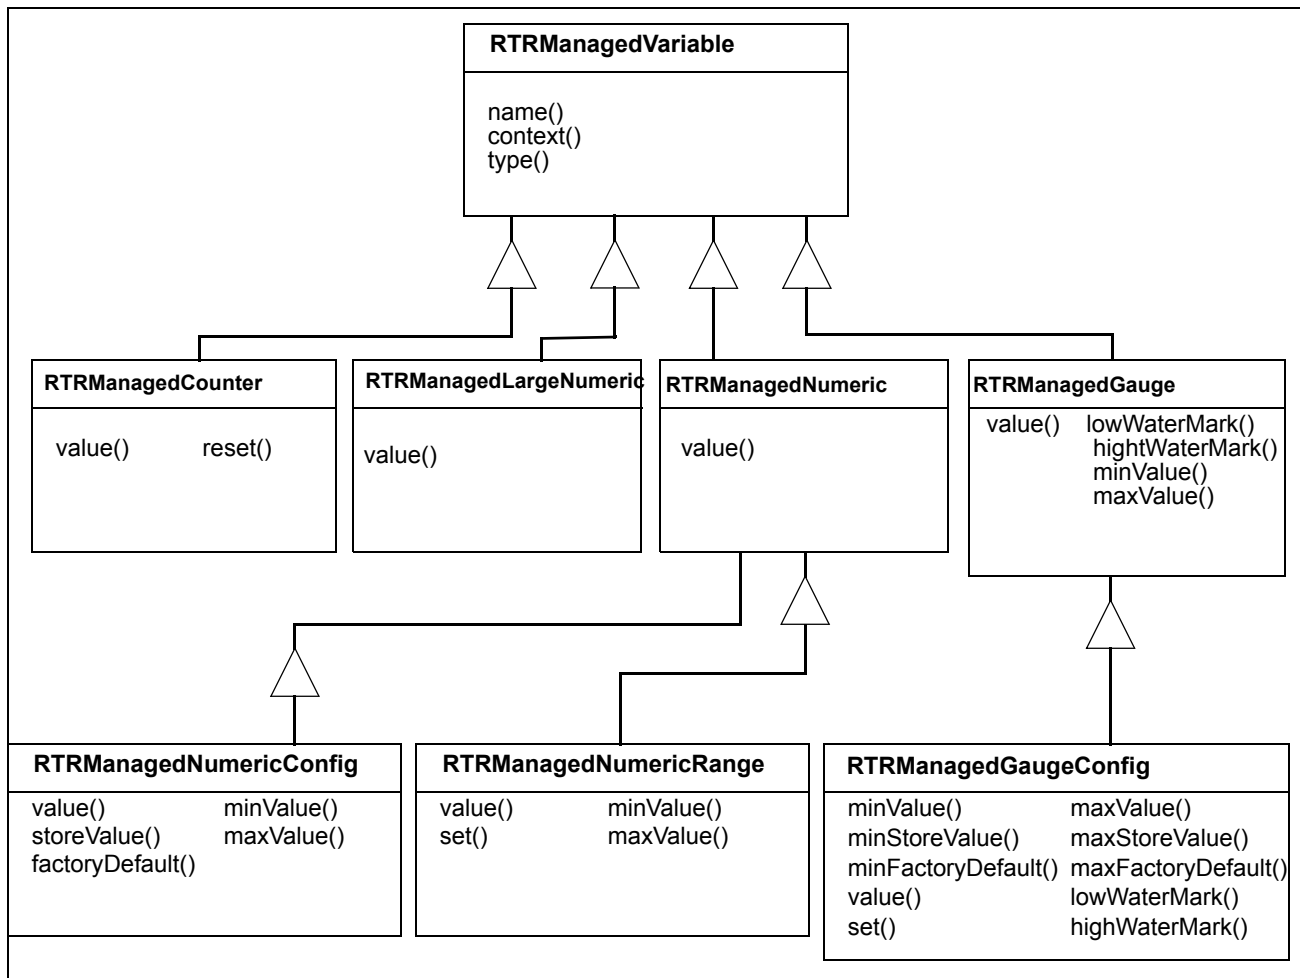 RTRManagedVariable
name()
context()
type()
RTRManagedCounter
value() reset()
RTRManagedLargeNumeric
value()
RTRManagedNumeric
value()
RTRManagedGauge
value() lowWaterMark()
hightWaterMark()
minValue()
maxValue()
RTRManagedNumericConfig
value() minValue()
storeValue() maxValue()
factoryDefault()
RTRManagedNumericRange
value() minValue()
set() maxValue()
RTRManagedGaugeConfig
minValue() maxValue()
minStoreValue() maxStoreValue()
minFactoryDefault() maxFactoryDefault()
value() lowWaterMark()
set() highWaterMark()